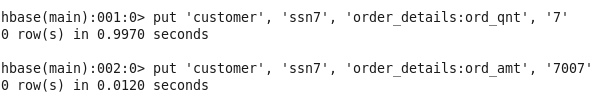 hbase(main):001:0> put 'customer', 'ssn7', 'order_details:ord_qnt', '7'
0 row(s) in 0.9970 seconds
hbase(main):002:0> put 'customer', 'ssn7', 'order_details:ord_amt', '7007'
0 row(s) in 0.0120 seconds